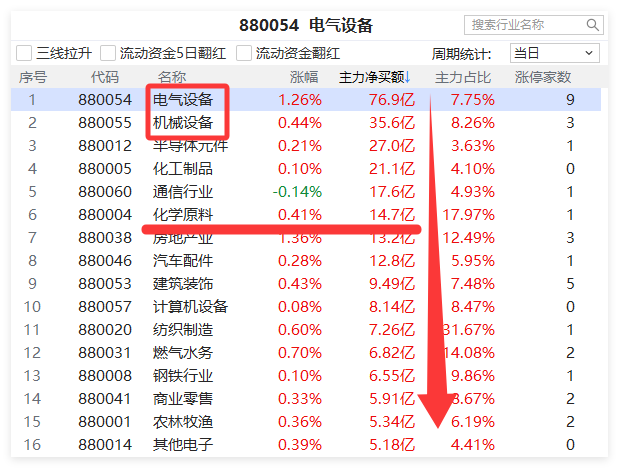 880054 电气设备
搜索行业名称
三线拉升 流动资金5日翻红 流动资金翻红 周期统计: 当日
序号 代码 名称 涨幅 主力净买额↓ 主力占比 涨停家数
1 880054 电气设备 1.26% 76.9亿 7.75% 9
2 880055 机械设备 0.44% 35.6亿 8.26% 3
3 880012 半导体元件 0.21% 27.0亿 3.63% 1
4 880005 化工制品 0.10% 21.1亿 4.10% 0
5 880060 通信行业 -0.14% 17.6亿 4.93% 1
6 880004 化学原料 0.41% 14.7亿 17.97% 1
7 880038 房地产业 1.36% 13.2亿 12.49% 3
8 880046 汽车配件 0.28% 12.8亿 5.95% 1
9 880053 建筑装饰 0.43% 9.49亿 7.48% 5
10 880057 计算机设备 0.08% 8.14亿 8.47% 0
11 880020 纺织制造 0.60% 7.26亿 31.67% 1
12 880031 燃气水务 0.70% 6.82亿 14.08% 2
13 880008 钢铁行业 0.10% 6.55亿 9.86% 1
14 880041 商业零售 0.33% 5.91亿 8.67% 2
15 880001 农林牧渔 0.36% 5.34亿 6.19% 2
16 880014 其他电子 0.39% 5.18亿 4.41% 0